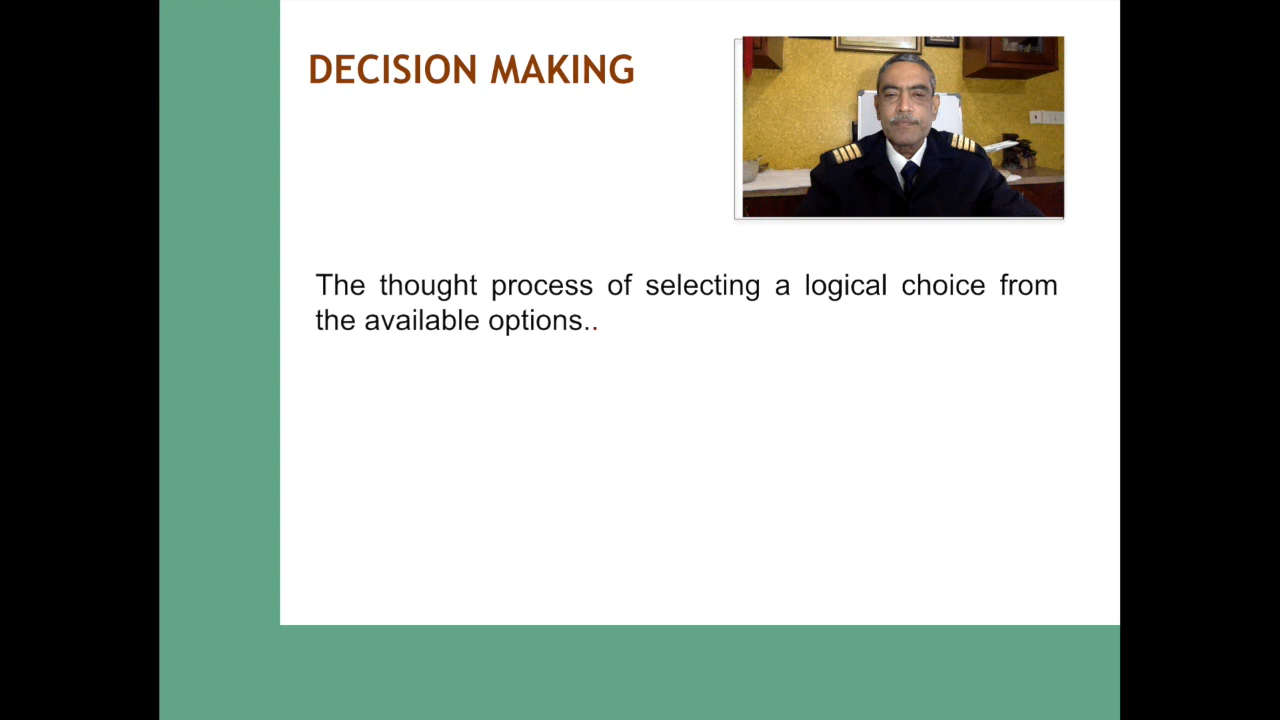 DECISION MAKING
The thought process of selecting a logical choice from
the available options..